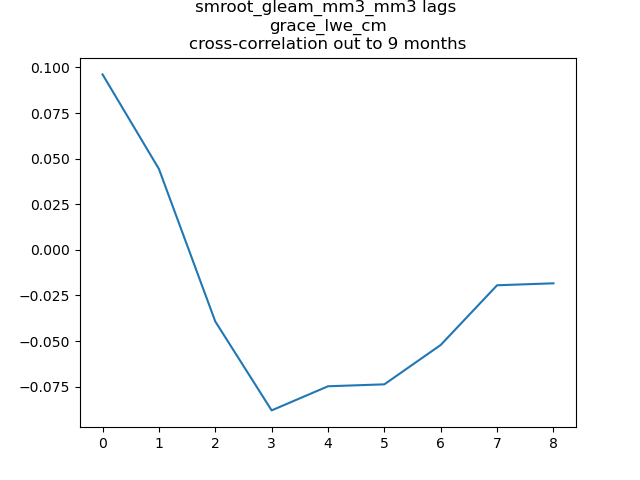 smroot_gleam_mm3_mm3 lags
grace_lwe_cm
cross-correlation out to 9 months
0.100
0.075
0.050
0.025
0.000
−0.025
−0.050
−0.075
0 1 2 3 4 5 6 7 8